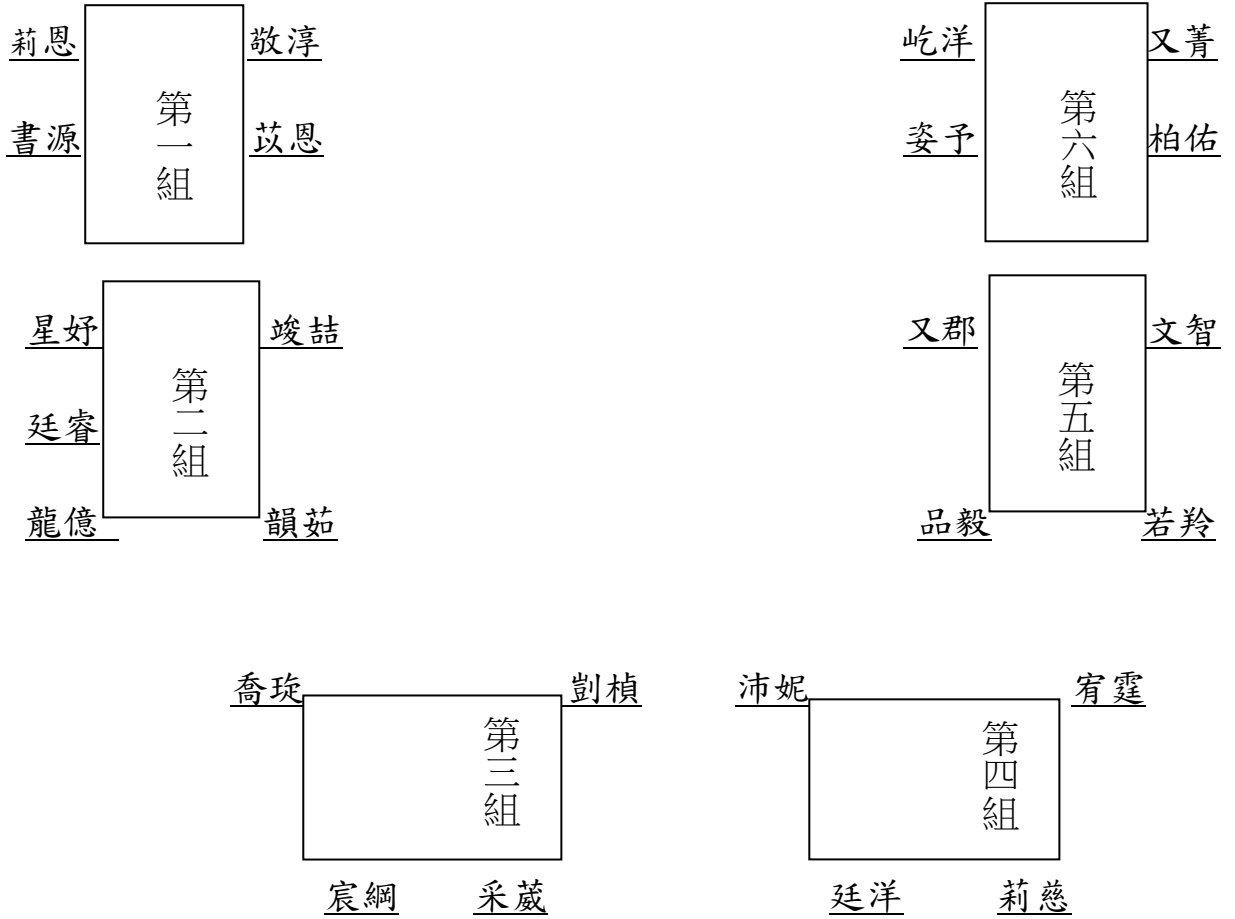 莉恩
敬淳
書源
苡恩
第一組
屹洋
又菁
姿予
柏佑
第六組
星妤
竣喆
廷睿
龍億
韻茹
第二組
又郡
文智
品毅
若羚
第五組
喬琁
剴楨
第三組
宸綱
采葳
沛妮
宥霆
第四組
廷洋
莉慈